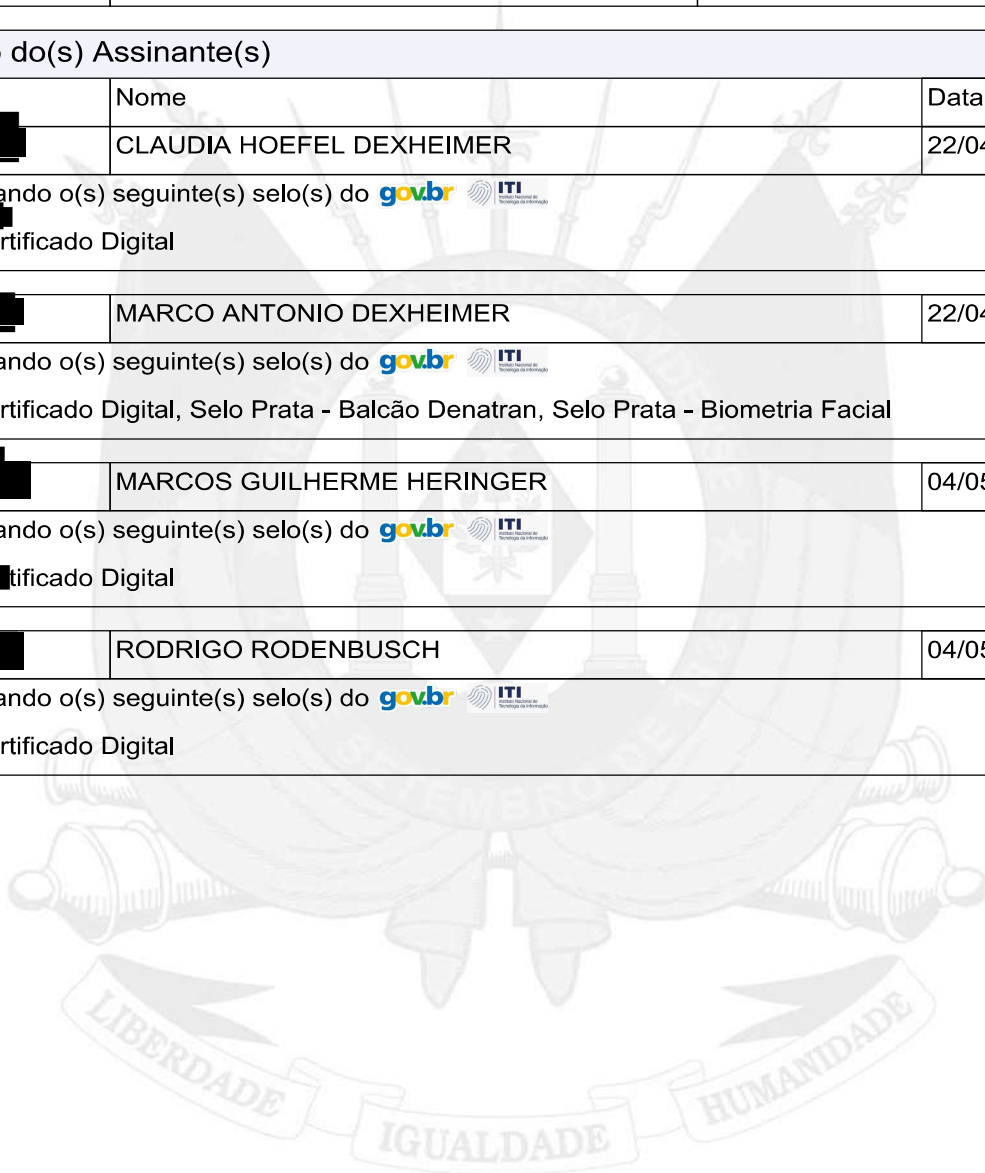 o do(s) Assinante(s)
Nome Data
CLAUDIA HOEFEL DEXHEIMER 22/04
ando o(s) seguinte(s) selo(s) do gov.br ITI
rtificado Digital
MARCO ANTONIO DEXHEIMER 22/04
ando o(s) seguinte(s) selo(s) do gov.br ITI
rtificado Digital, Selo Prata - Balcão Denatran, Selo Prata - Biometria Facial
MARCOS GUILHERME HERINGER 04/05
ando o(s) seguinte(s) selo(s) do gov.br ITI
tificado Digital
RODRIGO RODENBUSCH 04/05
ando o(s) seguinte(s) selo(s) do gov.br ITI
rtificado Digital
SETEMBRO DE
LIBERDADE IGUALDADE HUMANIDADE